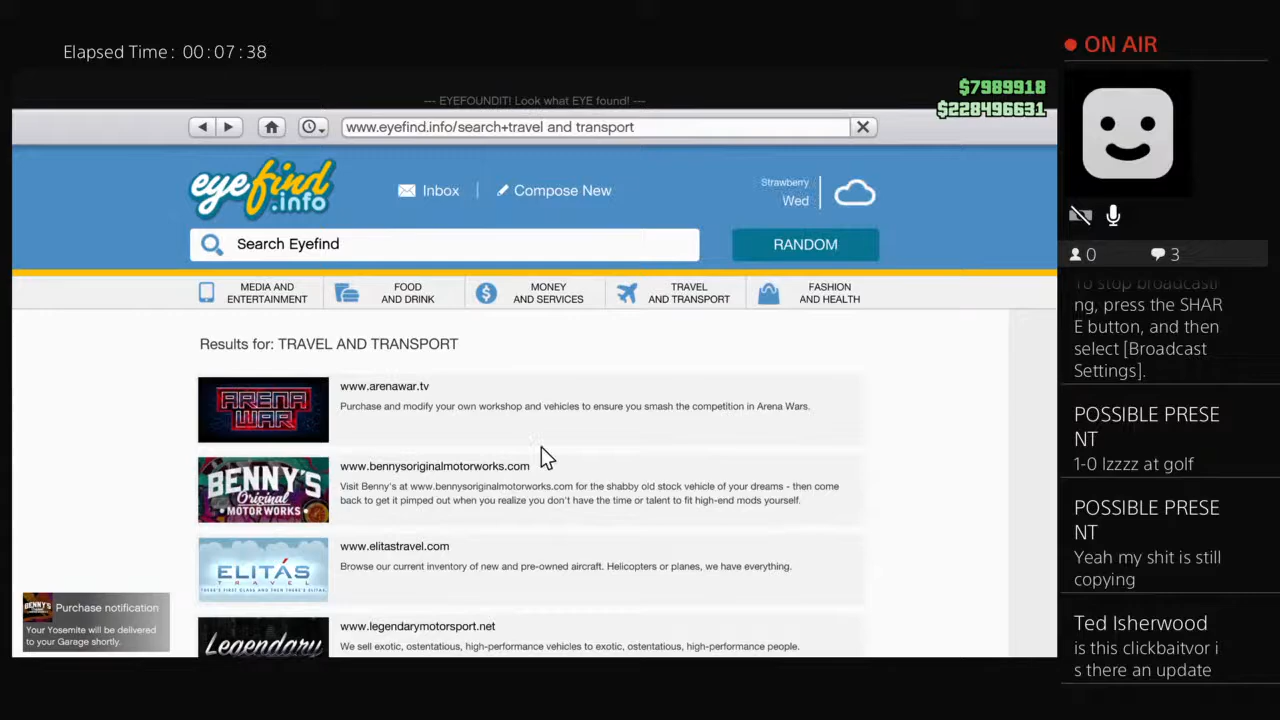 Elapsed Time: 00:07:38
ON AIR
--- EYEFOUNDIT! Look what EYE found! ---
$7989918
$228496631
www.eyefind.info/search+travel and transport
eyefind.info
Inbox
Compose New
Strawberry
Wed
Search Eyefind
RANDOM
MEDIA AND
ENTERTAINMENT
FOOD
AND DRINK
MONEY
AND SERVICES
TRAVEL
AND TRANSPORT
FASHION
AND HEALTH
Results for: TRAVEL AND TRANSPORT
ARENA
WAR
www.arenawar.tv
Purchase and modify your own workshop and vehicles to ensure you smash the competition in Arena Wars.
BENNY'S
Original
MOTORWORKS
www.bennysoriginalmotorworks.com
Visit Benny's at www.bennysoriginalmotorworks.com for the shabby old stock vehicle of your dreams - then come
back to get it pimped out when you realize you don't have the time or talent to fit high-end mods yourself.
ELITÁS
TRAVEL
THERE'S FIRST CLASS AND THEN THERE'S ELITÁS
www.elitastravel.com
Browse our current inventory of new and pre-owned aircraft. Helicopters or planes, we have everything.
Legendary
www.legendarymotorsport.net
We sell exotic, ostentatious, high-performance vehicles to exotic, ostentatious, high-performance people.
BENNY'S
Purchase notification
Your Yosemite will be delivered
to your Garage shortly.
0
3
To stop broadcasti
ng, press the SHAR
E button, and then
select [Broadcast
Settings].
POSSIBLE PRESE
NT
1-0 lzzzz at golf
POSSIBLE PRESE
NT
Yeah my shit is still
copying
Ted Isherwood
is this clickbaitvor i
s there an update